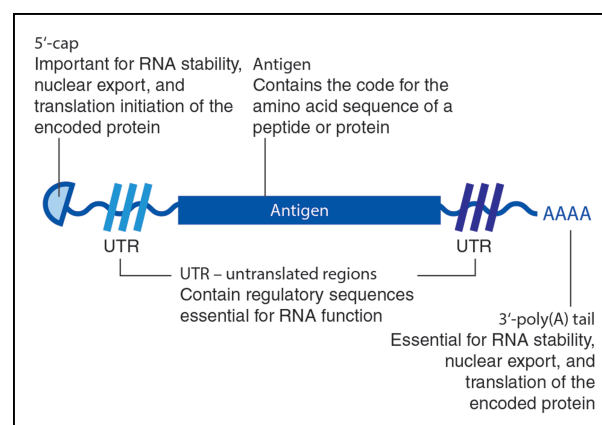 5'-cap
Important for RNA stability,
nuclear export, and
translation initiation of the
encoded protein
Antigen
Contains the code for the
amino acid sequence of a
peptide or protein
Antigen
AAAA
UTR
UTR
UTR – untranslated regions
Contain regulatory sequences
essential for RNA function
3'-poly(A) tail
Essential for RNA stability,
nuclear export, and
translation of the
encoded protein